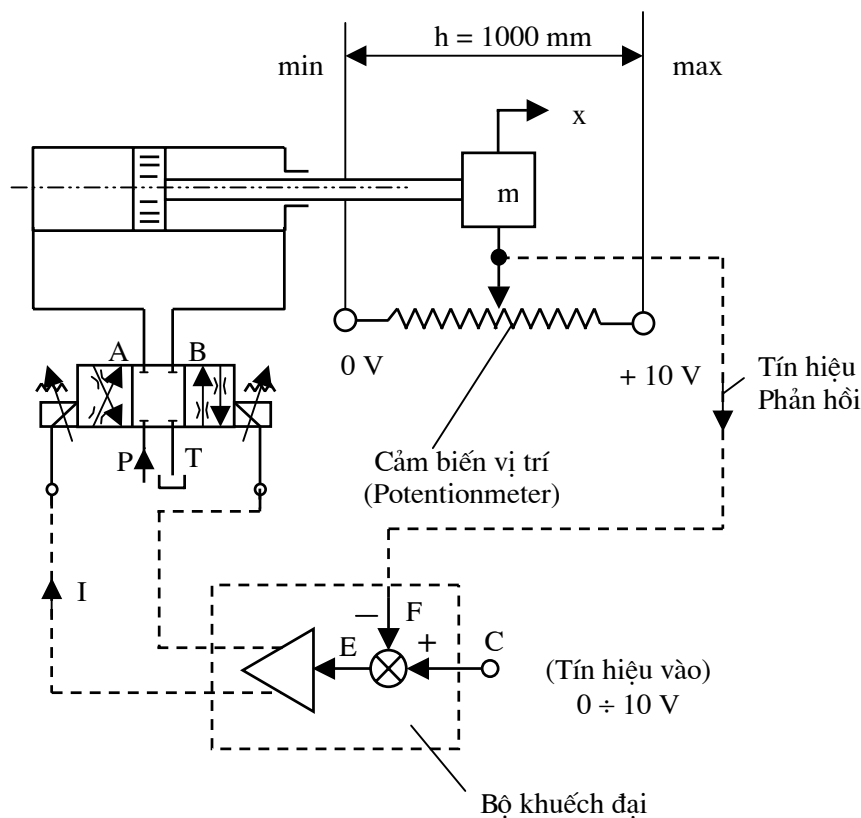 h = 1000 mm
min
max
x
m
A
B
0 V
+ 10 V
Tín hiệu
Phản hồi
P
T
Cảm biến vị trí
(Potentionmeter)
I
— F
E
+
C
(Tín hiệu vào)
0 ÷ 10 V
Bộ khuếch đại